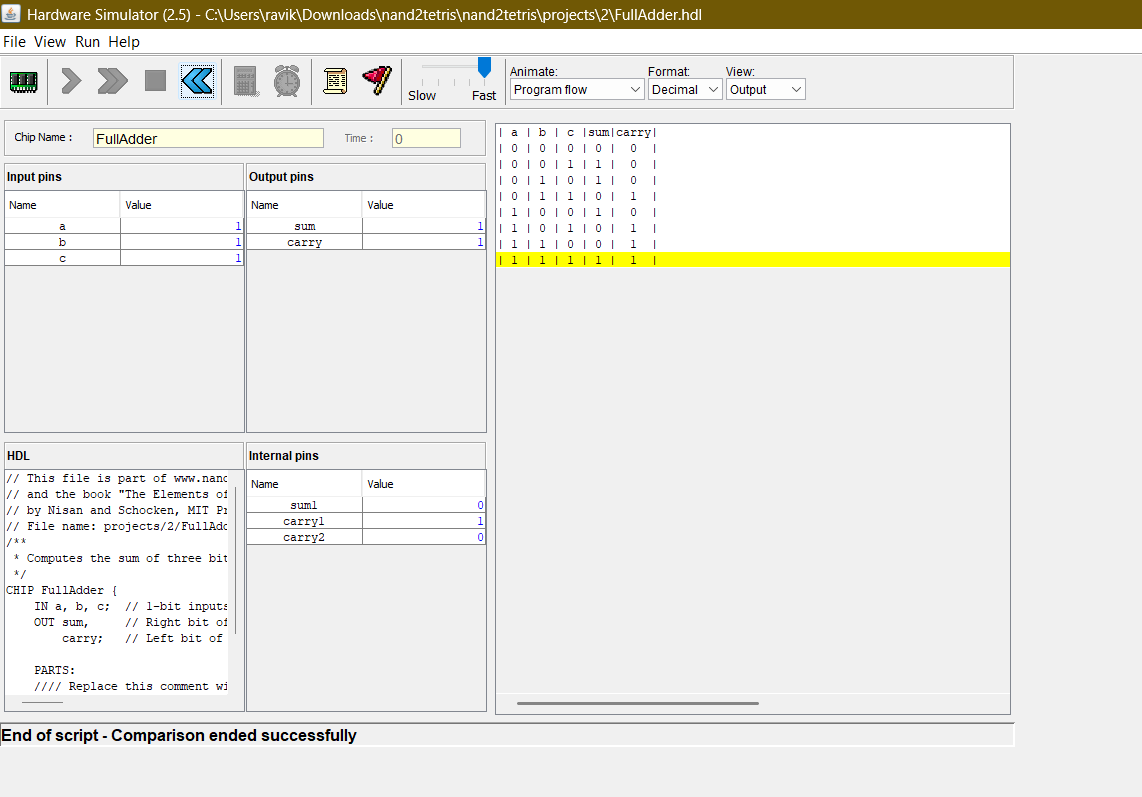 Hardware Simulator (2.5) - C:\Users\ravik\Downloads\nand2tetris\nand2tetris\projects\2\FullAdder.hdl
File View Run Help
Slow Fast
Animate: Format: View:
Program flow Decimal Output
Chip Name : FullAdder Time : 0
Input pins
Name Value
a 1
b 1
c 1
Output pins
Name Value
sum 1
carry 1
| a | b | c |sum|carry|
| 0 | 0 | 0 | 0 | 0 |
| 0 | 0 | 1 | 1 | 0 |
| 0 | 1 | 0 | 1 | 0 |
| 0 | 1 | 1 | 0 | 1 |
| 1 | 0 | 0 | 1 | 0 |
| 1 | 0 | 1 | 0 | 1 |
| 1 | 1 | 0 | 0 | 1 |
| 1 | 1 | 1 | 1 | 1 |
HDL
// This file is part of www.nand
// and the book "The Elements of
// by Nisan and Schocken, MIT Pr
// File name: projects/2/FullAdd
/**
* Computes the sum of three bit
*/
CHIP FullAdder {
IN a, b, c; // 1-bit inputs
OUT sum, // Right bit of
carry; // Left bit of
PARTS:
//// Replace this comment wi
Internal pins
Name Value
sum1 0
carry1 1
carry2 0
End of script - Comparison ended successfully